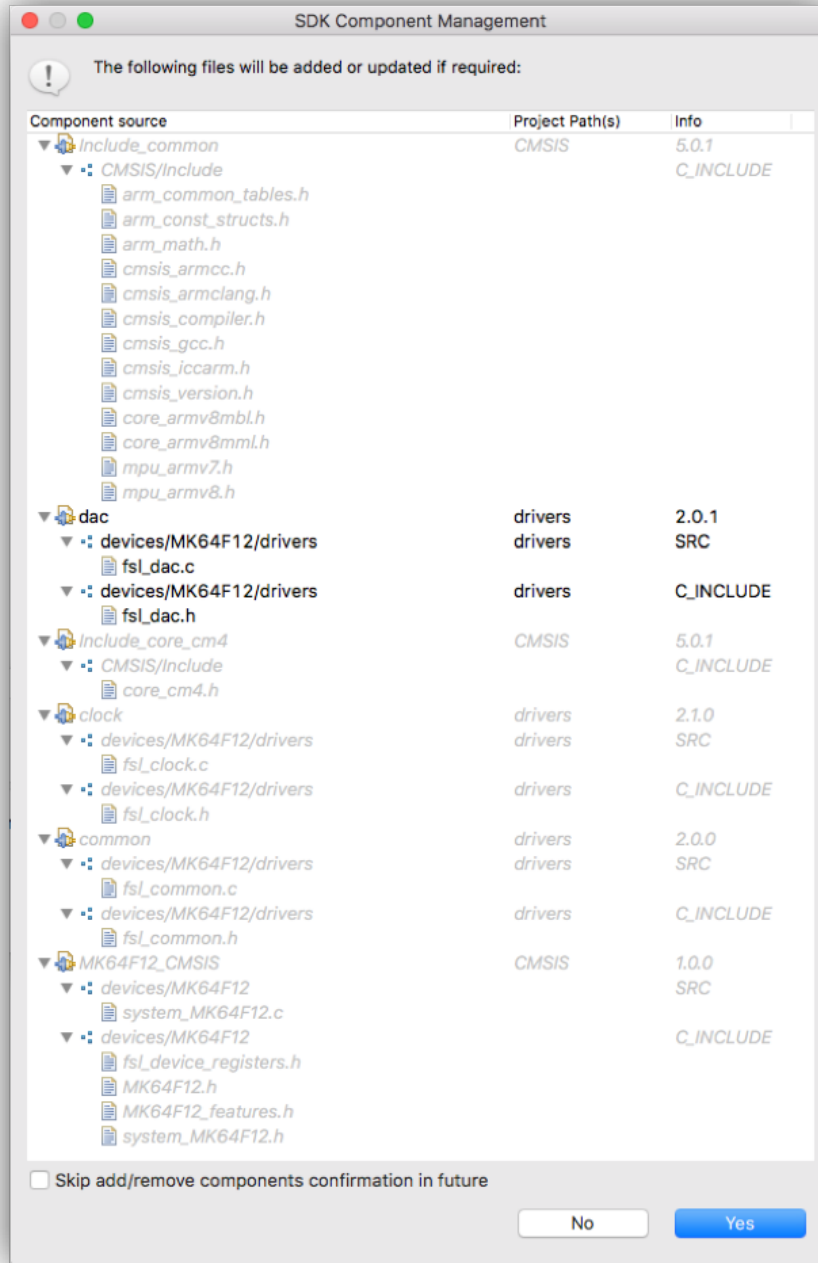 SDK Component Management
The following files will be added or updated if required:
Component source Project Path(s) Info
Include_common CMSIS 5.0.1
CMSIS/Include C_INCLUDE
arm_common_tables.h
arm_const_structs.h
arm_math.h
cmsis_armcc.h
cmsis_armclang.h
cmsis_compiler.h
cmsis_gcc.h
cmsis_iccarm.h
cmsis_version.h
core_armv8mbl.h
core_armv8mml.h
mpu_armv7.h
mpu_armv8.h
dac drivers 2.0.1
devices/MK64F12/drivers drivers SRC
fsl_dac.c
devices/MK64F12/drivers drivers C_INCLUDE
fsl_dac.h
Include_core_cm4 CMSIS 5.0.1
CMSIS/Include C_INCLUDE
core_cm4.h
clock drivers 2.1.0
devices/MK64F12/drivers drivers SRC
fsl_clock.c
devices/MK64F12/drivers drivers C_INCLUDE
fsl_clock.h
common drivers 2.0.0
devices/MK64F12/drivers drivers SRC
fsl_common.c
devices/MK64F12/drivers drivers C_INCLUDE
fsl_common.h
MK64F12_CMSIS CMSIS 1.0.0
devices/MK64F12 SRC
system_MK64F12.c
devices/MK64F12 C_INCLUDE
fsl_device_registers.h
MK64F12.h
MK64F12_features.h
system_MK64F12.h
Skip add/remove components confirmation in future
No Yes